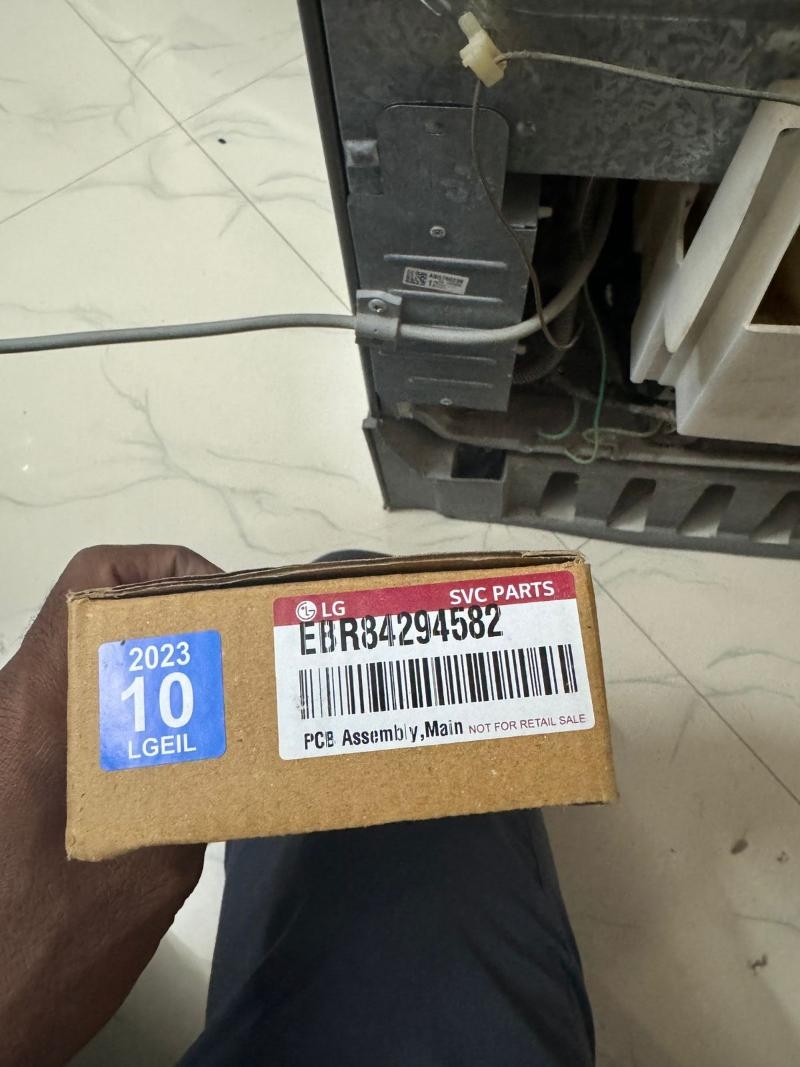 2023
10
LGEIL
LG SVC PARTS
EBR84294582
PCB Assembly,Main NOT FOR RETAIL SALE